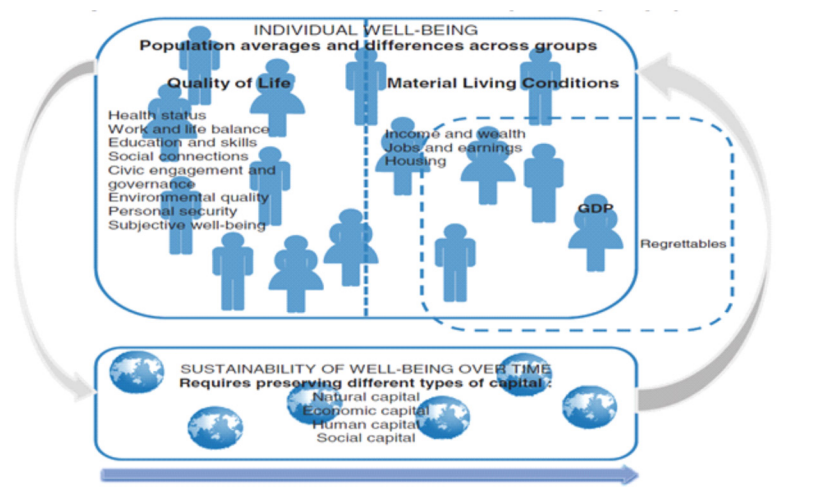 INDIVIDUAL WELL-BEING
Population averages and differences across groups
Quality of Life
Material Living Conditions
Health status
Work and life balance
Education and skills
Social connections
Civic engagement and
governance
Environmental quality
Personal security
Subjective well-being
Income and wealth
Jobs and earnings
Housing
GDP
Regrettables
SUSTAINABILITY OF WELL-BEING OVER TIME
Requires preserving different types of capital :
Natural capital
Economic capital
Human capital
Social capital